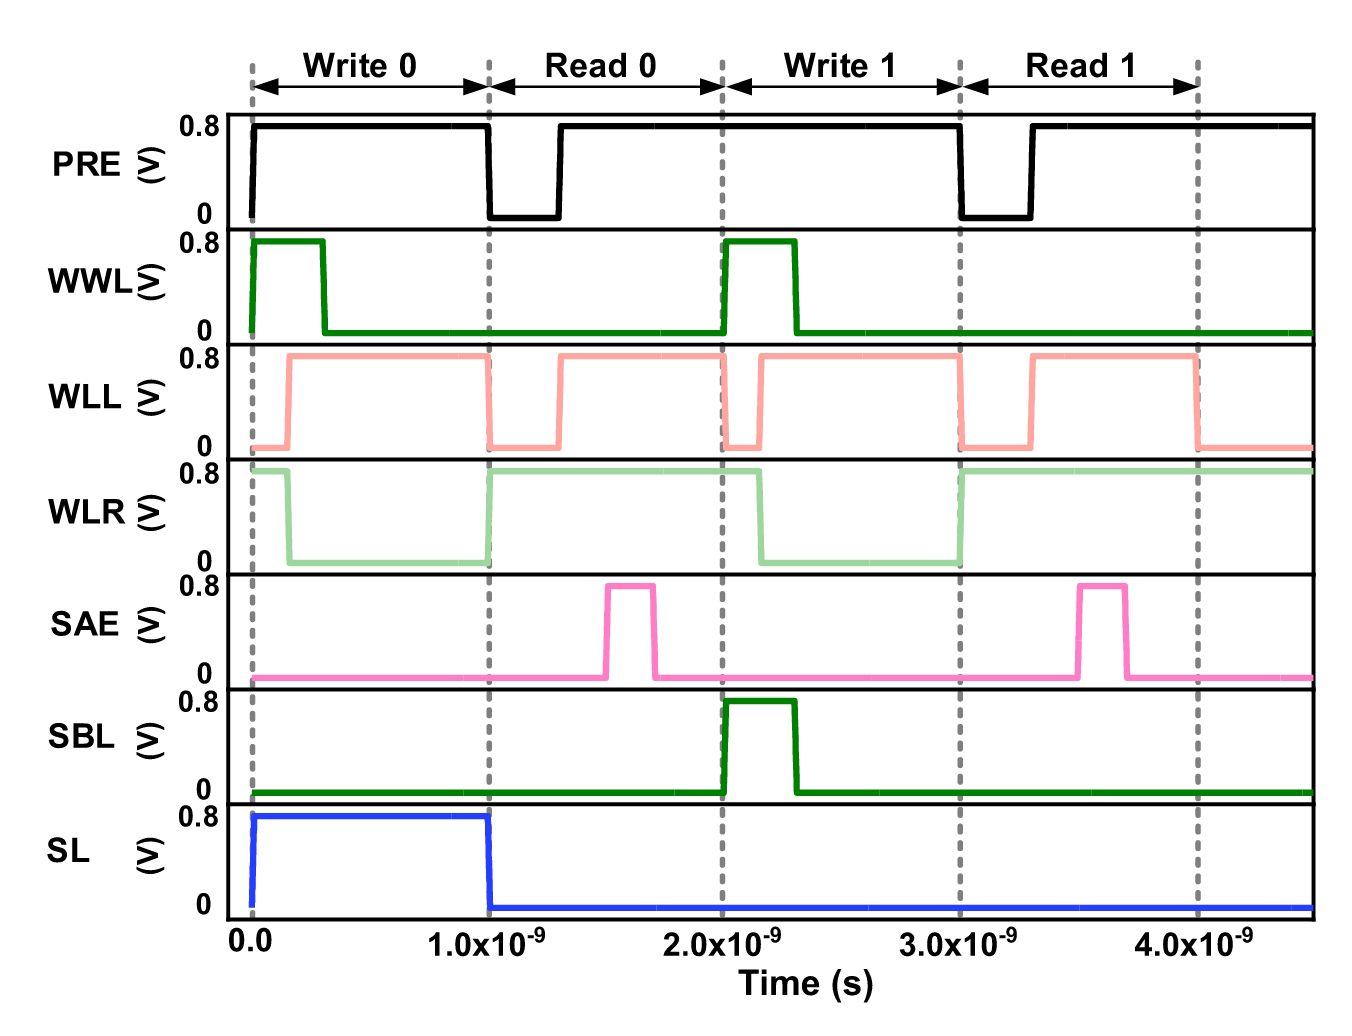 Write 0 Read 0 Write 1 Read 1
0.8
PRE (V)
0
0.8
WWL (V)
0
0.8
WLL (V)
0
0.8
WLR (V)
0
0.8
SAE (V)
0
0.8
SBL (V)
0
0.8
SL (V)
0
0.0 1.0x10⁻⁹ 2.0x10⁻⁹ 3.0x10⁻⁹ 4.0x10⁻⁹
Time (s)